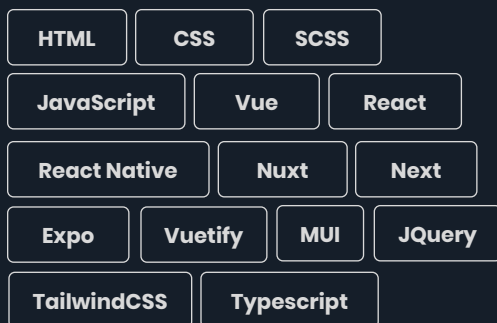 HTML CSS SCSS
JavaScript Vue React
React Native Nuxt Next
Expo Vuetify MUI JQuery
TailwindCSS Typescript